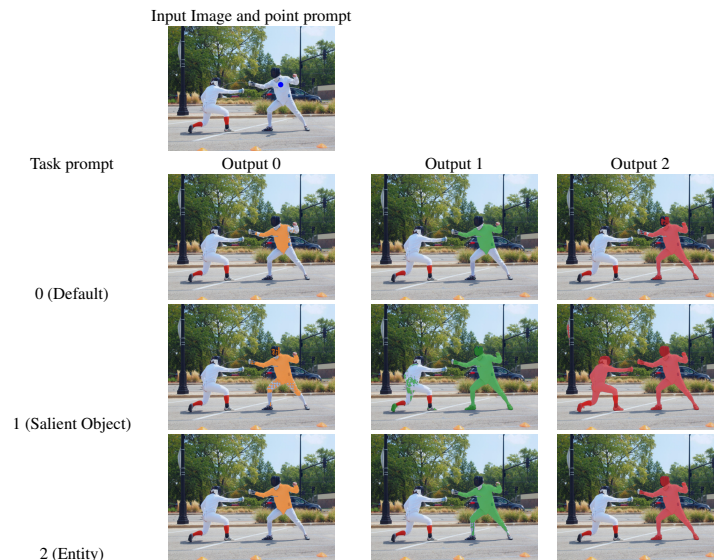 Input Image and point prompt
Task prompt
Output 0
Output 1
Output 2
0 (Default)
1 (Salient Object)
2 (Entity)